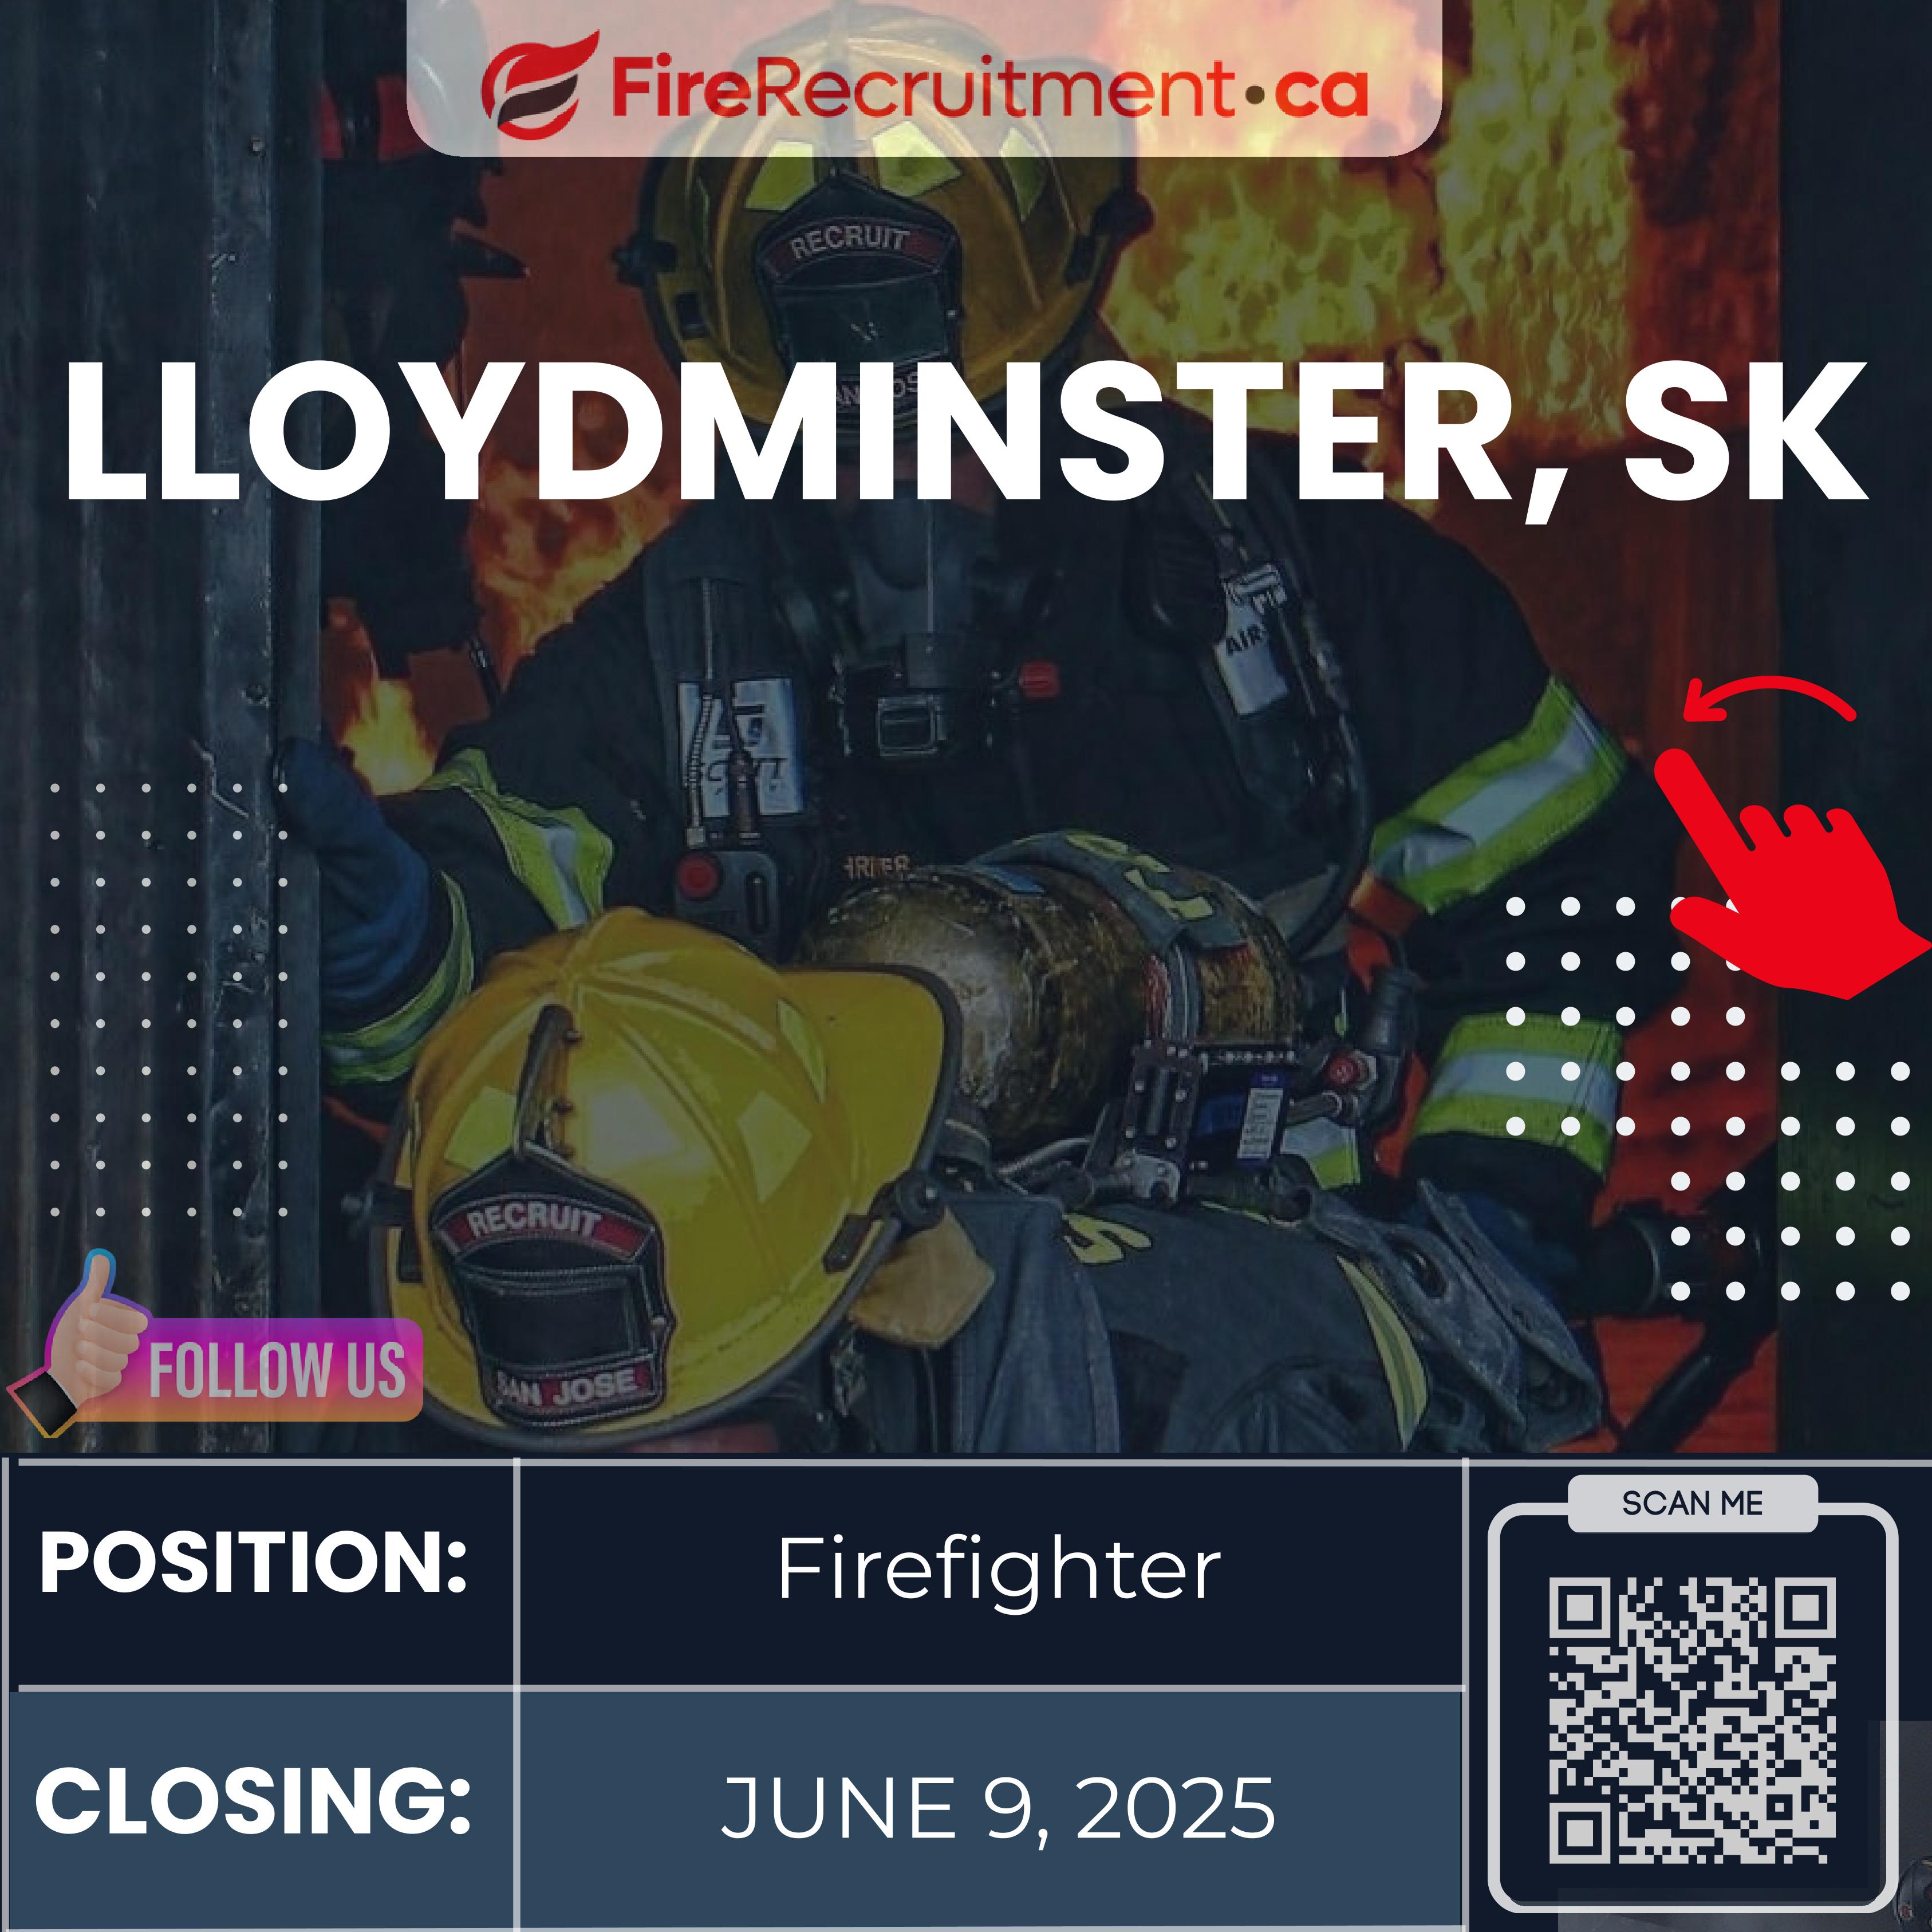 FireRecruitment.ca
RECRUIT
LLOYDMINSTER, SK
AIR
RECRUIT
SAN JOSE
FOLLOW US
POSITION:
Firefighter
SCAN ME
CLOSING:
JUNE 9, 2025